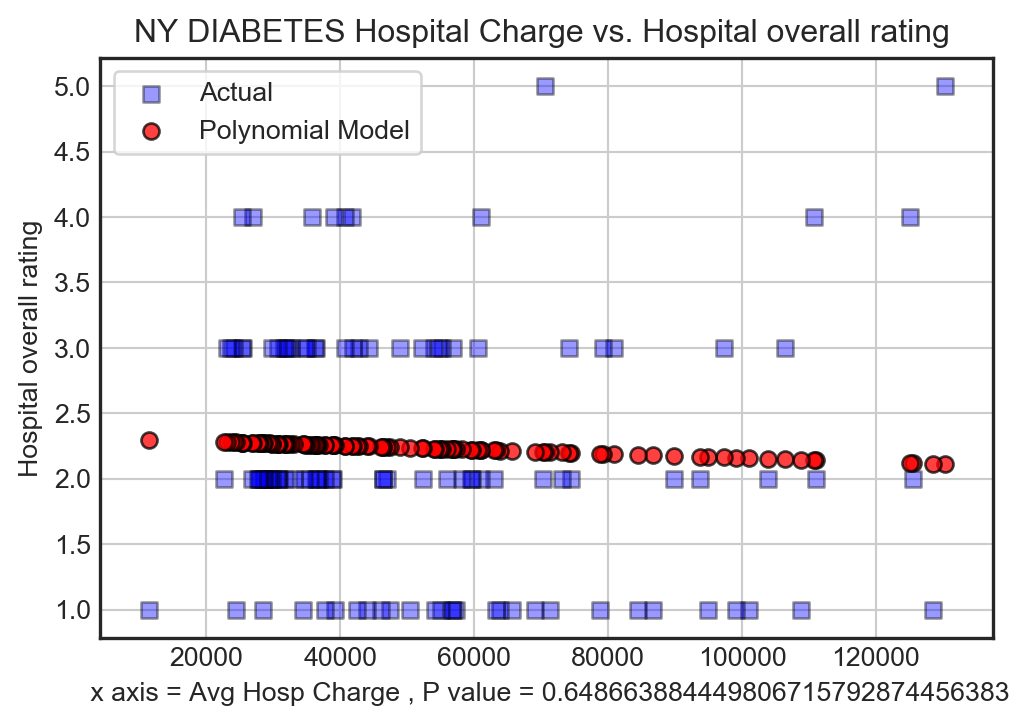 NY DIABETES Hospital Charge vs. Hospital overall rating
Actual
Polynomial Model
5.0
4.5
4.0
3.5
3.0
2.5
2.0
1.5
1.0
Hospital overall rating
20000 40000 60000 80000 100000 120000
x axis = Avg Hosp Charge , P value = 0.6486638844498067157928744563​83